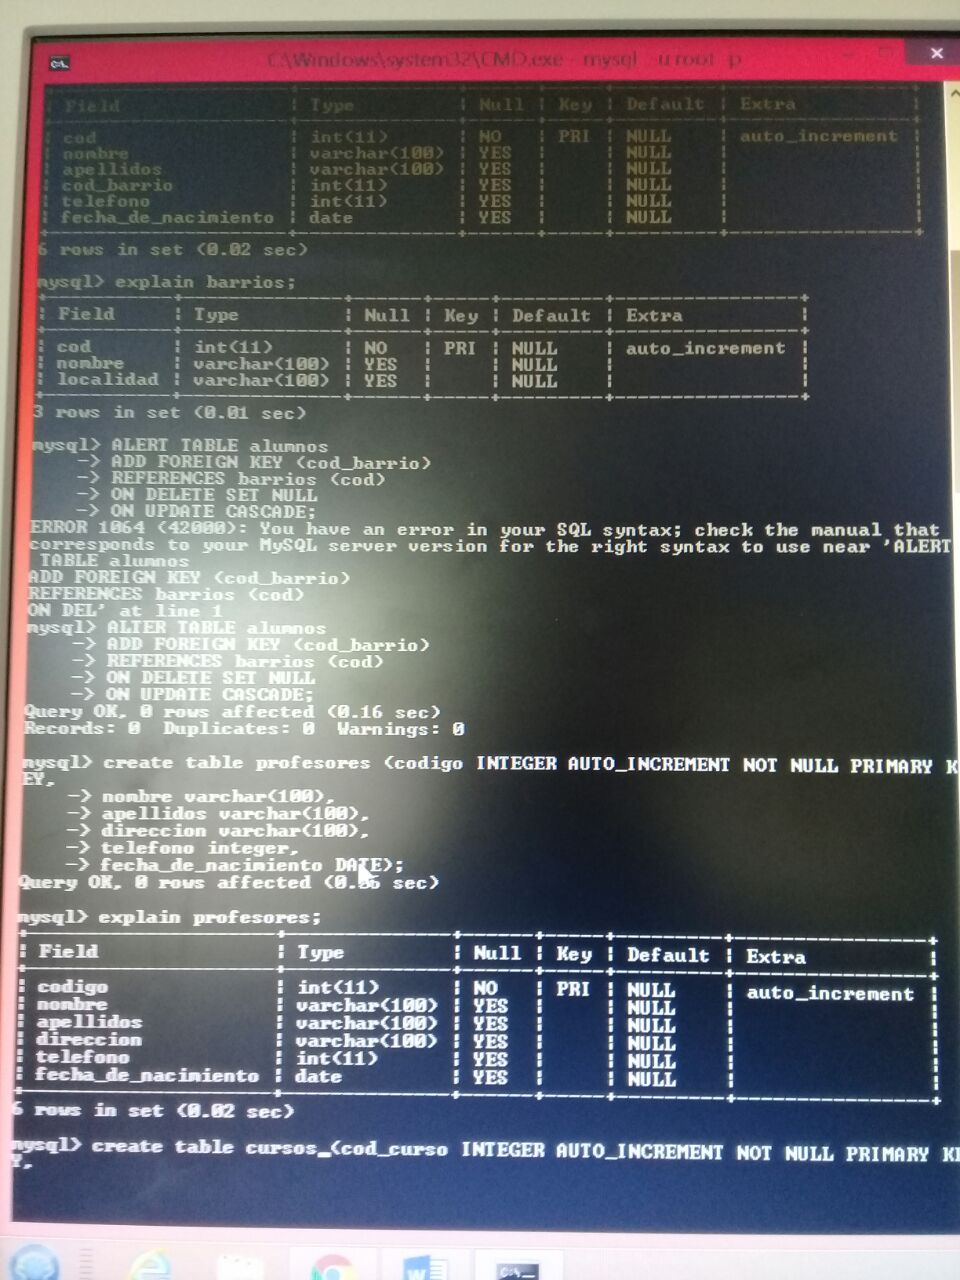 C:\Windows\system32\CMD.exe - mysql -u root -p
| Field | Type | Null | Key | Default | Extra |
| cod | int(11) | NO | PRI | NULL | auto_increment |
| nombre | varchar(100) | YES | | NULL | |
| apellidos | varchar(100) | YES | | NULL | |
| cod_barrio | int(11) | YES | | NULL | |
| telefono | int(11) | YES | | NULL | |
| fecha_de_nacimiento | date | YES | | NULL | |
6 rows in set (0.02 sec)
mysql> explain barrios;
| Field | Type | Null | Key | Default | Extra |
| cod | int(11) | NO | PRI | NULL | auto_increment |
| nombre | varchar(100) | YES | | NULL | |
| localidad | varchar(100) | YES | | NULL | |
3 rows in set (0.01 sec)
mysql> ALERT TABLE alumnos
-> ADD FOREIGN KEY (cod_barrio)
-> REFERENCES barrios (cod)
-> ON DELETE SET NULL
-> ON UPDATE CASCADE;
ERROR 1064 (42000): You have an error in your SQL syntax; check the manual that
corresponds to your MySQL server version for the right syntax to use near 'ALERT
TABLE alumnos
ADD FOREIGN KEY (cod_barrio)
REFERENCES barrios (cod)
ON DEL' at line 1
mysql> ALTER TABLE alumnos
-> ADD FOREIGN KEY (cod_barrio)
-> REFERENCES barrios (cod)
-> ON DELETE SET NULL
-> ON UPDATE CASCADE;
Query OK, 0 rows affected (0.16 sec)
Records: 0 Duplicates: 0 Warnings: 0
mysql> create table profesores (codigo INTEGER AUTO_INCREMENT NOT NULL PRIMARY K
EY,
-> nombre varchar(100),
-> apellidos varchar(100),
-> direccion varchar(100),
-> telefono integer,
-> fecha_de_nacimiento DATE);
Query OK, 0 rows affected sec)
mysql> explain profesores;
| Field | Type | Null | Key | Default | Extra |
| codigo | int(11) | NO | PRI | NULL | auto_increment |
| nombre | varchar(100) | YES | | NULL | |
| apellidos | varchar(100) | YES | | NULL | |
| direccion | varchar(100) | YES | | NULL | |
| telefono | int(11) | YES | | NULL | |
| fecha_de_nacimiento | date | YES | | NULL | |
6 rows in set (0.02 sec)
mysql> create table cursos_(cod_curso INTEGER AUTO_INCREMENT NOT NULL PRIMARY KE
Y,